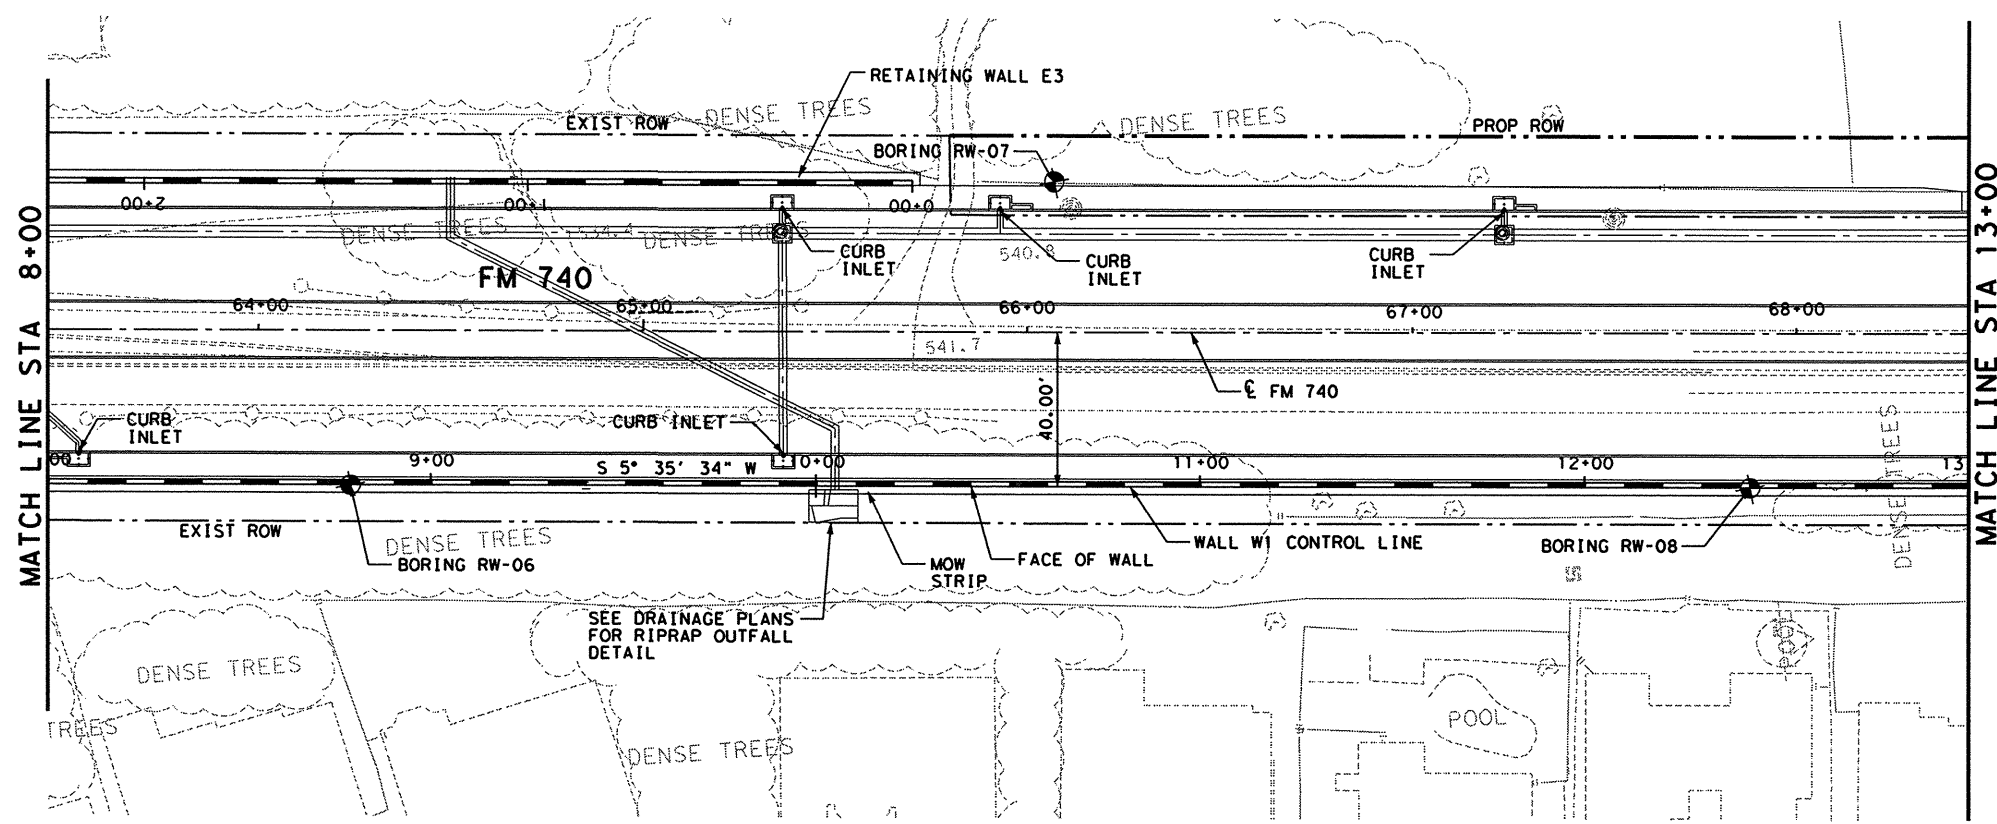 RETAINING WALL E3
DENSE TREES
DENSE TREES
EXIST ROW
PROP ROW
BORING RW-07
2+00
1+00
0+00
DENSE TREES
534.4
DENSE TREES
CURB
INLET
540.8
CURB
INLET
CURB
INLET
FM 740
64+00
65+00
66+00
67+00
68+00
541.7
℄ FM 740
40.00'
CURB
INLET
CURB INLET
00
9+00
S 5° 35' 34" W
10+00
11+00
12+00
13
EXIST ROW
DENSE TREES
BORING RW-06
MOW
STRIP
FACE OF WALL
WALL W1 CONTROL LINE
BORING RW-08
DENSE TREES
SEE DRAINAGE PLANS
FOR RIPRAP OUTFALL
DETAIL
DENSE TREES
TREES
DENSE TREES
POOL
POOL
MATCH LINE STA 8+00
MATCH LINE STA 13+00